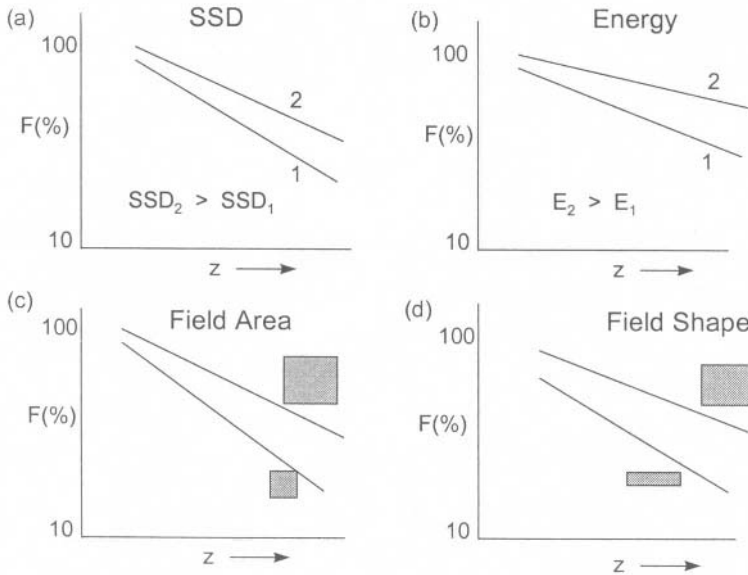 (a) SSD
100
F(%)
2
1
SSD₂ > SSD₁
10
z
(b) Energy
100
2
F(%)
1
E₂ > E₁
10
z
(c) Field Area
100
F(%)
10
z
(d) Field Shape
100
F(%)
10
z